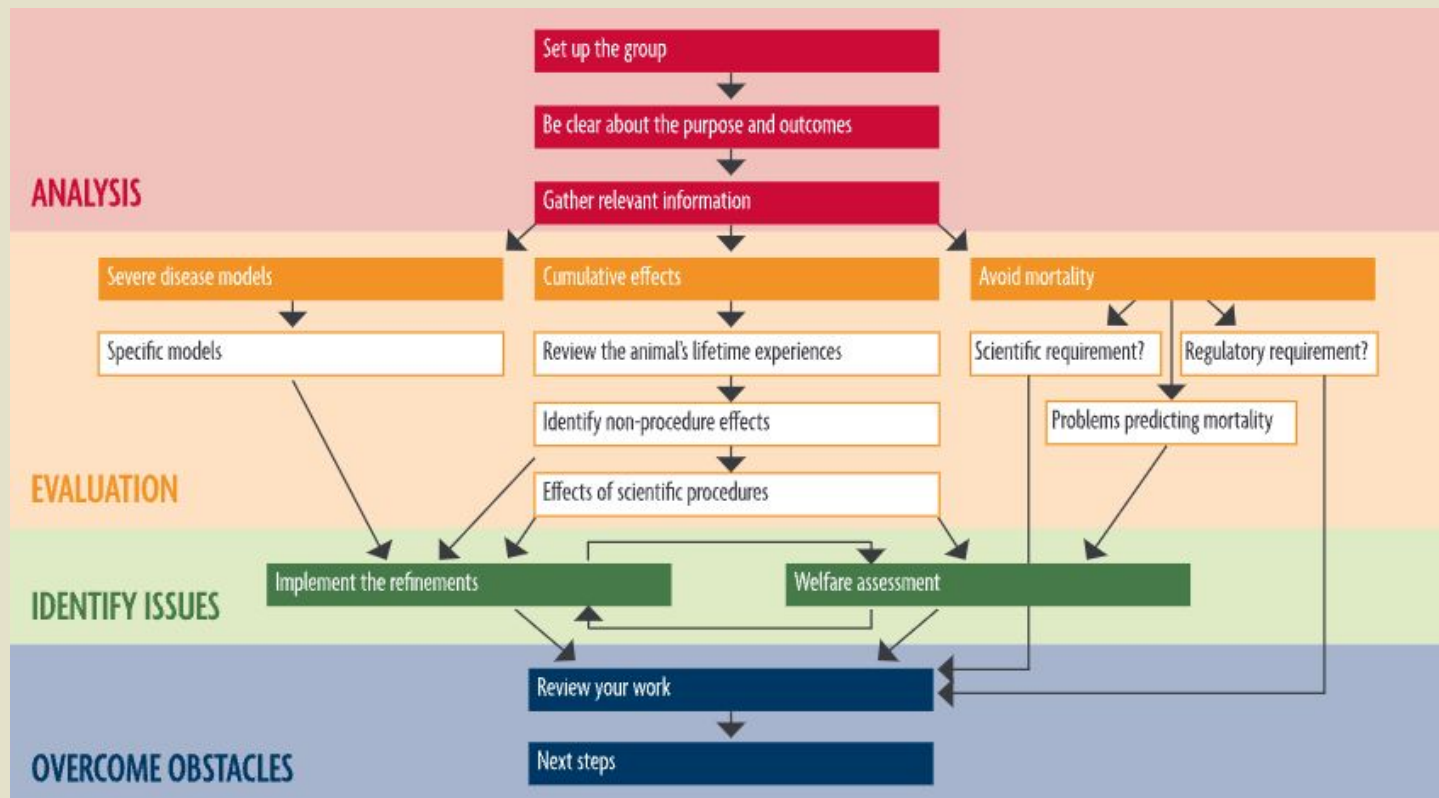 Set up the group
Be clear about the purpose and outcomes
ANALYSIS
Gather relevant information
Severe disease models
Cumulative effects
Avoid mortality
Specific models
Review the animal's lifetime experiences
Scientific requirement?
Regulatory requirement?
Identify non-procedure effects
Problems predicting mortality
EVALUATION
Effects of scientific procedures
Implement the refinements
Welfare assessment
IDENTIFY ISSUES
Review your work
OVERCOME OBSTACLES
Next steps